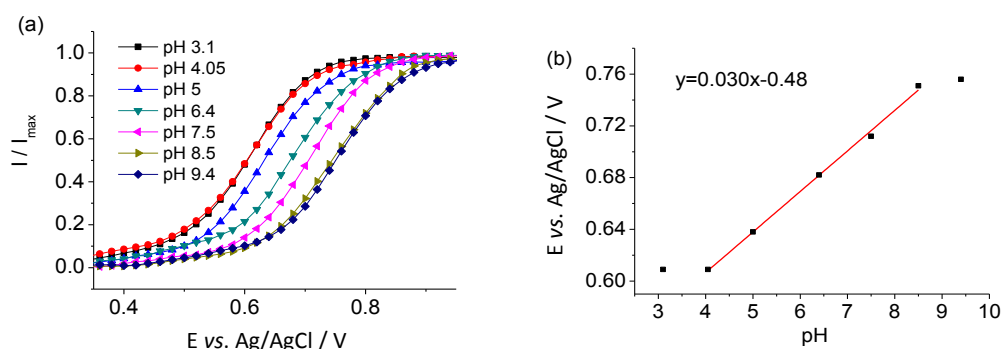 (a)
pH 3.1
pH 4.05
pH 5
pH 6.4
pH 7.5
pH 8.5
pH 9.4
1.0
0.8
0.6
0.4
0.2
0.0
I / Imax
0.4 0.6 0.8
E vs. Ag/AgCl / V
(b)
y=0.030x-0.48
0.76
0.72
0.68
0.64
0.60
E vs. Ag/AgCl / V
3 4 5 6 7 8 9 10
pH